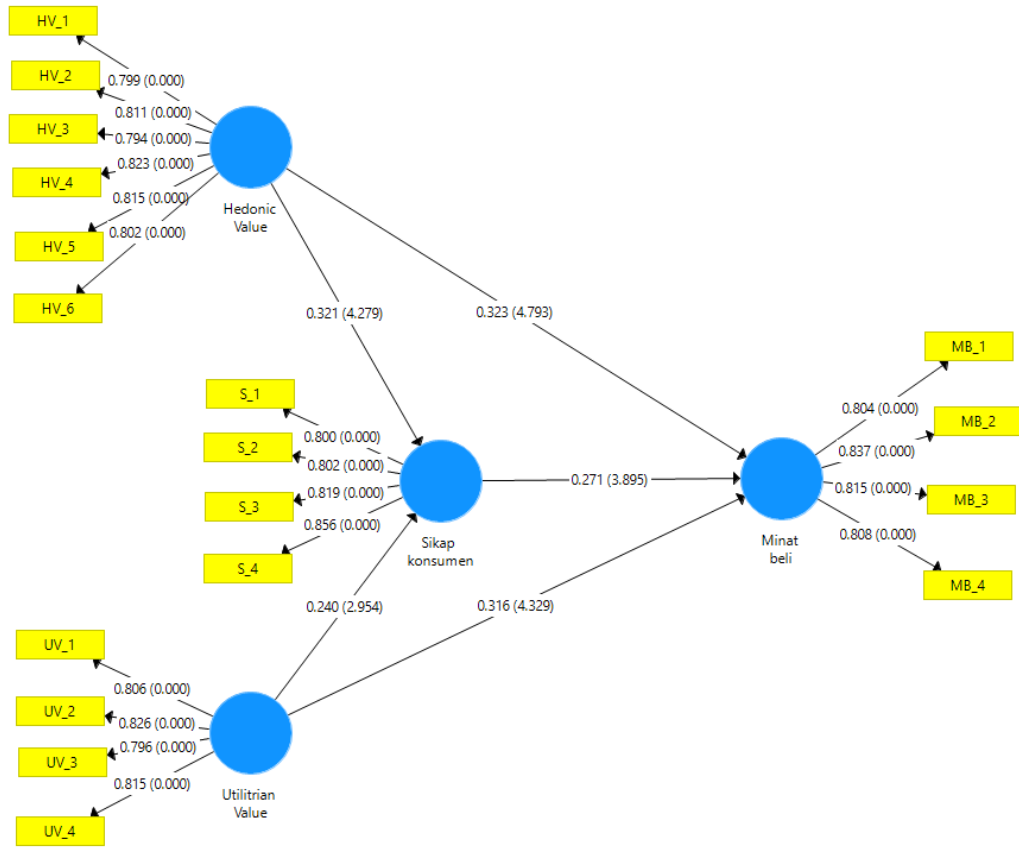 HV_1
0.799 (0.000)
HV_2
0.811 (0.000)
HV_3
0.794 (0.000)
HV_4
0.823 (0.000)
0.815 (0.000)
HV_5
0.802 (0.000)
HV_6
Hedonic
Value
0.321 (4.279)
0.323 (4.793)
S_1
0.800 (0.000)
S_2
0.802 (0.000)
S_3
0.819 (0.000)
0.856 (0.000)
S_4
Sikap
konsumen
0.271 (3.895)
MB_1
0.804 (0.000)
MB_2
0.837 (0.000)
0.815 (0.000)
MB_3
0.808 (0.000)
MB_4
Minat
beli
0.240 (2.954)
0.316 (4.329)
UV_1
0.806 (0.000)
UV_2
0.826 (0.000)
0.796 (0.000)
UV_3
0.815 (0.000)
UV_4
Utilitrian
Value